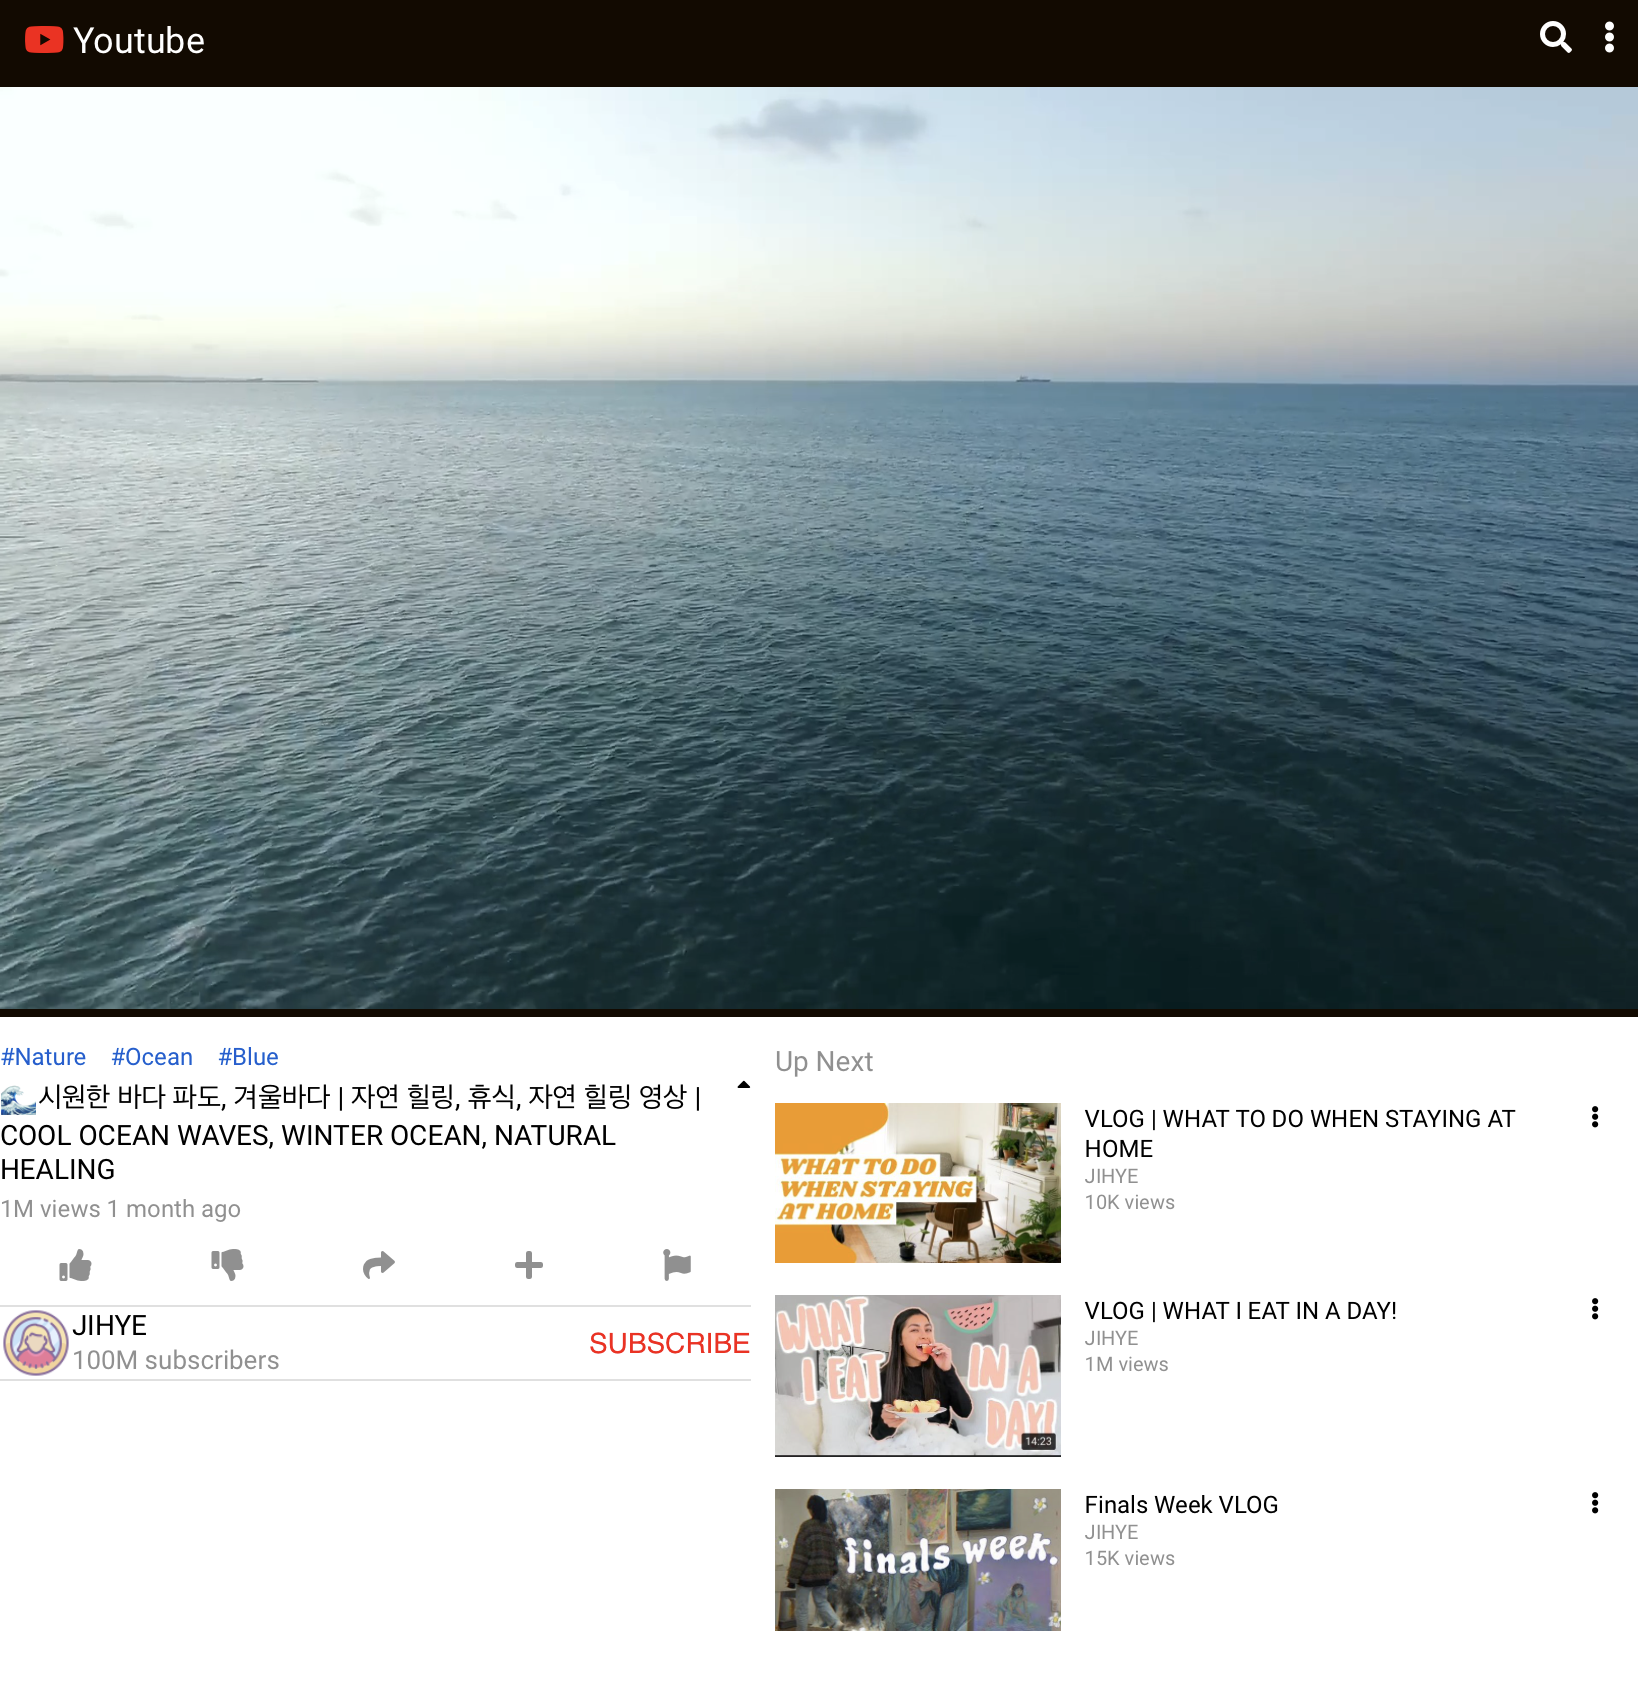 Youtube
#Nature #Ocean #Blue
🌊시원한 바다 파도, 겨울바다 | 자연 힐링, 휴식, 자연 힐링 영상 |
COOL OCEAN WAVES, WINTER OCEAN, NATURAL
HEALING
1M views 1 month ago
JIHYE
100M subscribers
SUBSCRIBE
Up Next
WHAT TO DO
WHEN STAYING
AT HOME
VLOG | WHAT TO DO WHEN STAYING AT
HOME
JIHYE
10K views
WHAT
I EAT IN A
DAY!
14:23
VLOG | WHAT I EAT IN A DAY!
JIHYE
1M views
finals week.
Finals Week VLOG
JIHYE
15K views